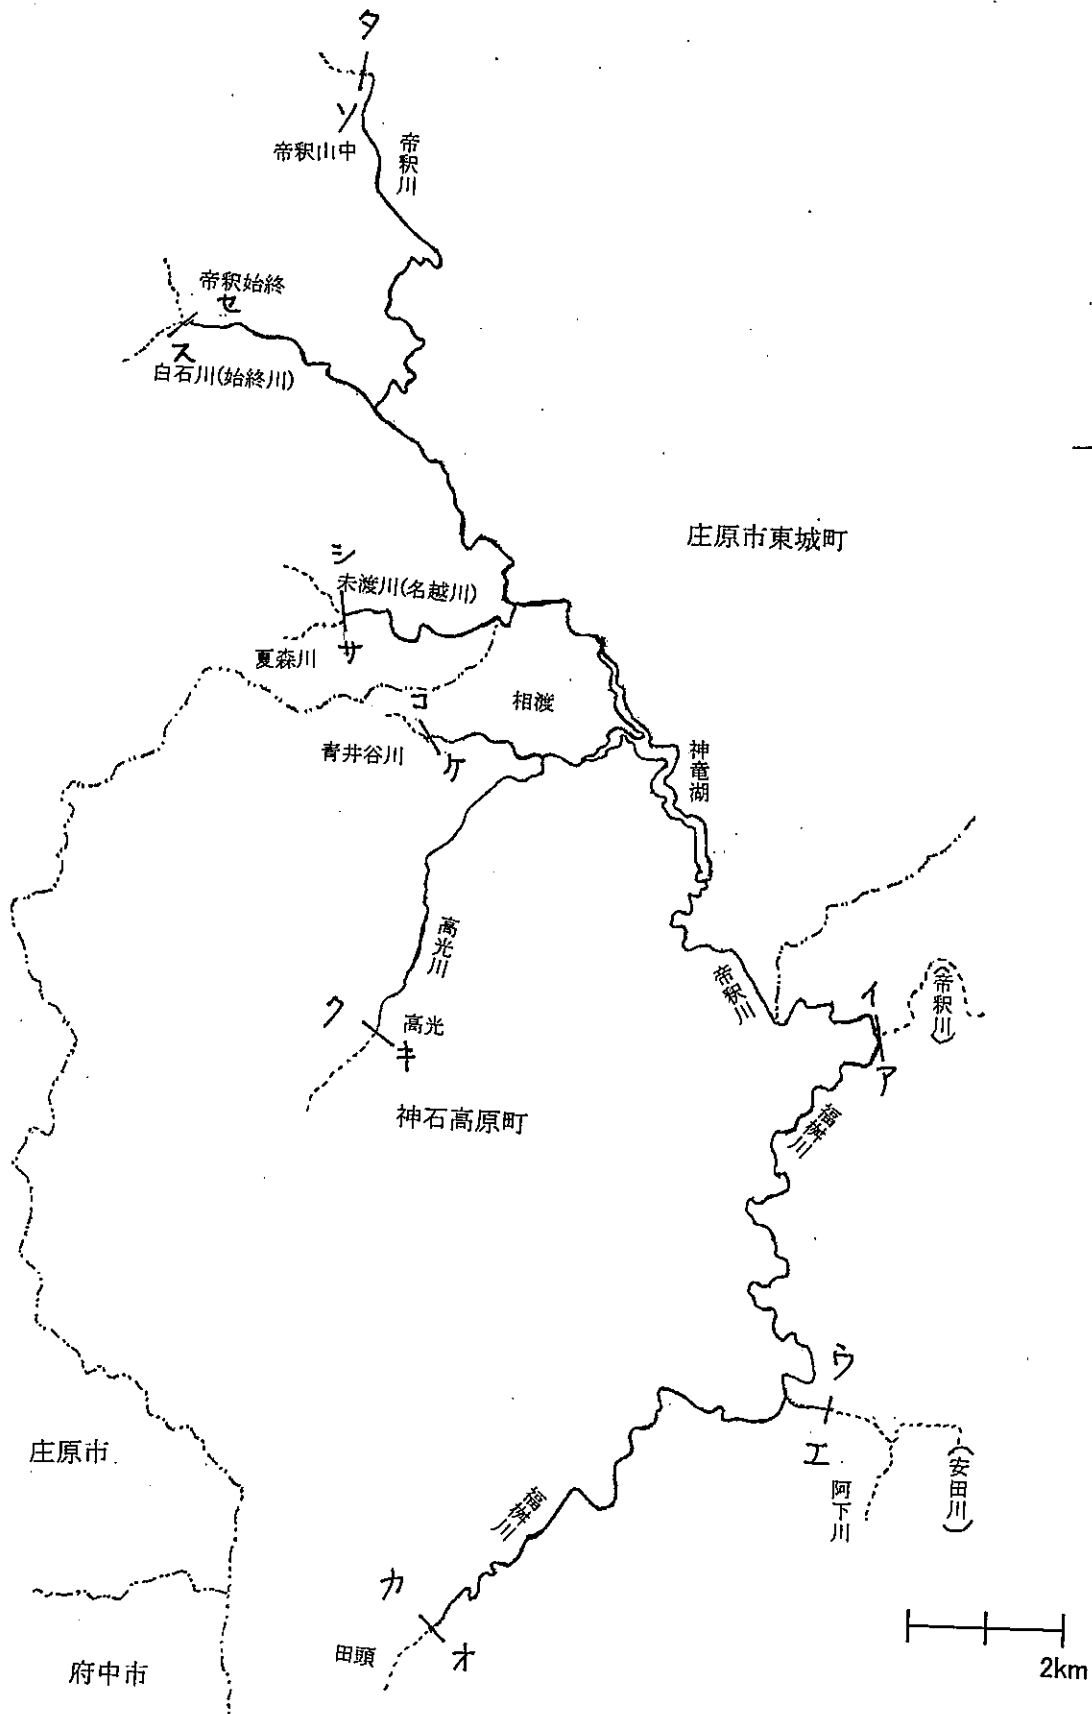 タ
ソ
帝釈山中
帝釈川
帝釈始終
セ
ス
白石川(始終川)
庄原市東城町
シ
未渡川(名越川)
サ
夏森川
コ
相渡
青井谷川
ケ
神竜湖
高光川
帝釈川
イ
(帝釈川)
ク
高光
キ
ア
神石高原町
福桝川
ウ
エ
庄原市
阿下川
(安田川)
福桝川
カ
田頭
オ
府中市
2km